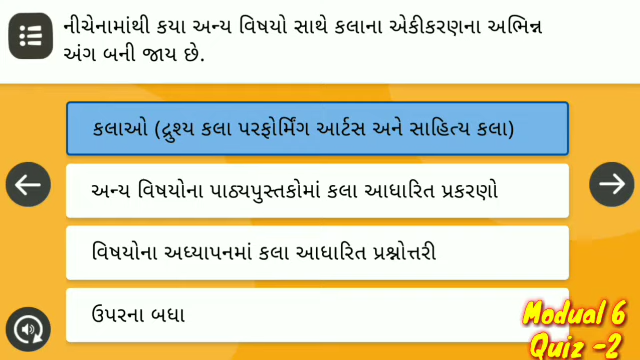 નીચેનામાંથી કયા અન્ય વિષયો સાથે કલાના એકીકરણના અભિન્ન
અંગ બની જાય છે.
કલાઓ (દ્રુશ્ય કલા પરફોર્મિંગ આર્ટસ અને સાહિત્ય કલા)
અન્ય વિષયોના પાઠ્યપુસ્તકોમાં કલા આધારિત પ્રકરણો
વિષયોના અધ્યાપનમાં કલા આધારિત પ્રશ્નોત્તરી
ઉપરના બધા
Modual 6
Quiz -2